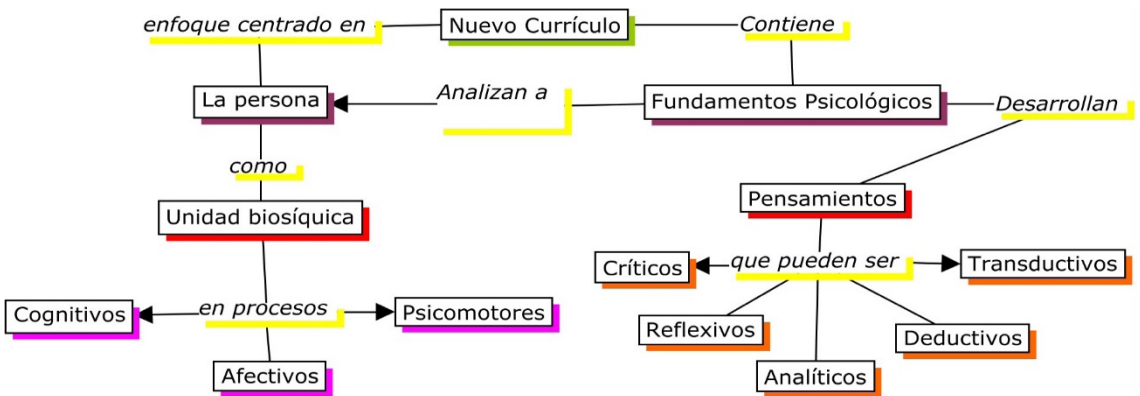 enfoque centrado en
Nuevo Currículo
Contiene
La persona
Analizan a
Fundamentos Psicológicos
Desarrollan
como
Unidad biosíquica
Pensamientos
Críticos
que pueden ser
Transductivos
Cognitivos
en procesos
Psicomotores
Reflexivos
Deductivos
Afectivos
Analíticos